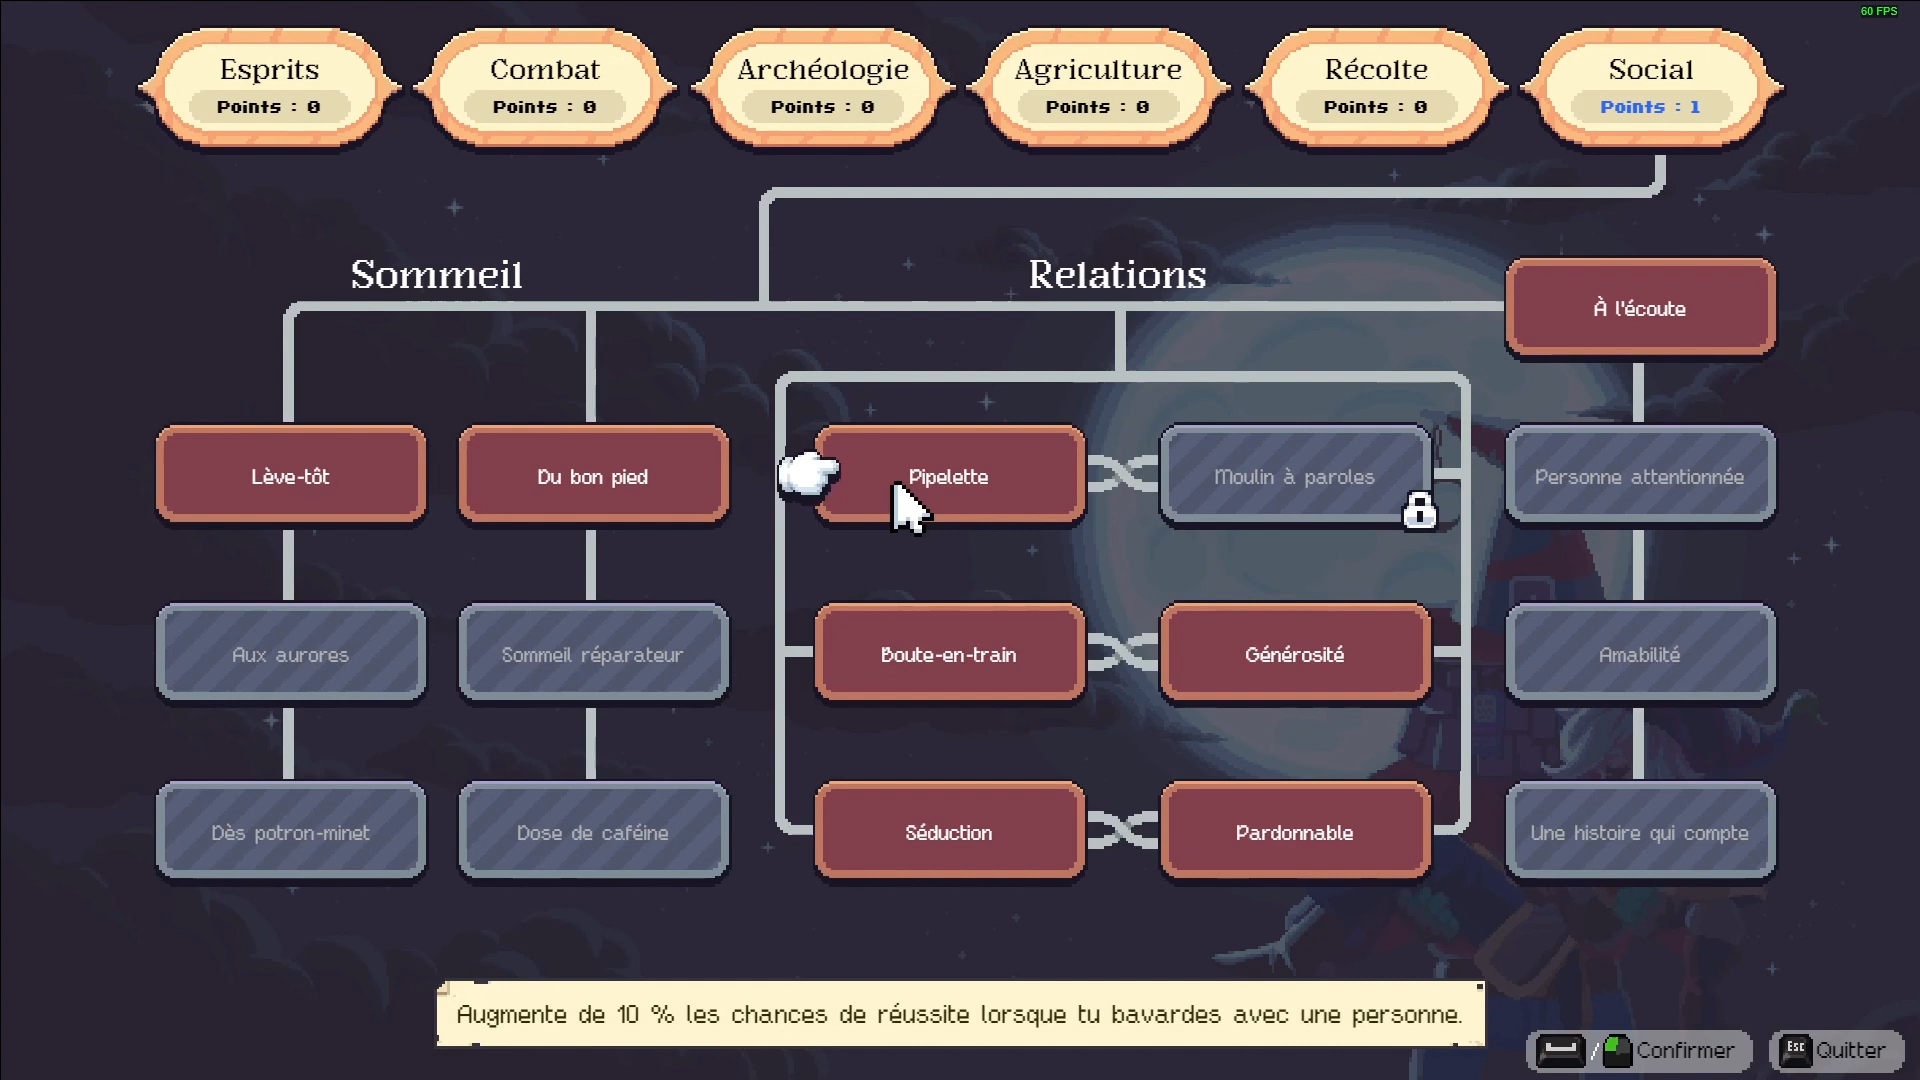 60 FPS
Esprits
Points : 0
Combat
Points : 0
Archéologie
Points : 0
Agriculture
Points : 0
Récolte
Points : 0
Social
Points : 1
Sommeil
Relations
À l'écoute
Lève-tôt
Du bon pied
Pipelette
Moulin à paroles
Personne attentionnée
Aux aurores
Sommeil réparateur
Boute-en-train
Générosité
Amabilité
Dès potron-minet
Dose de caféine
Séduction
Pardonnable
Une histoire qui compte
Augmente de 10 % les chances de réussite lorsque tu bavardes avec une personne.
/ Confirmer
Esc Quitter